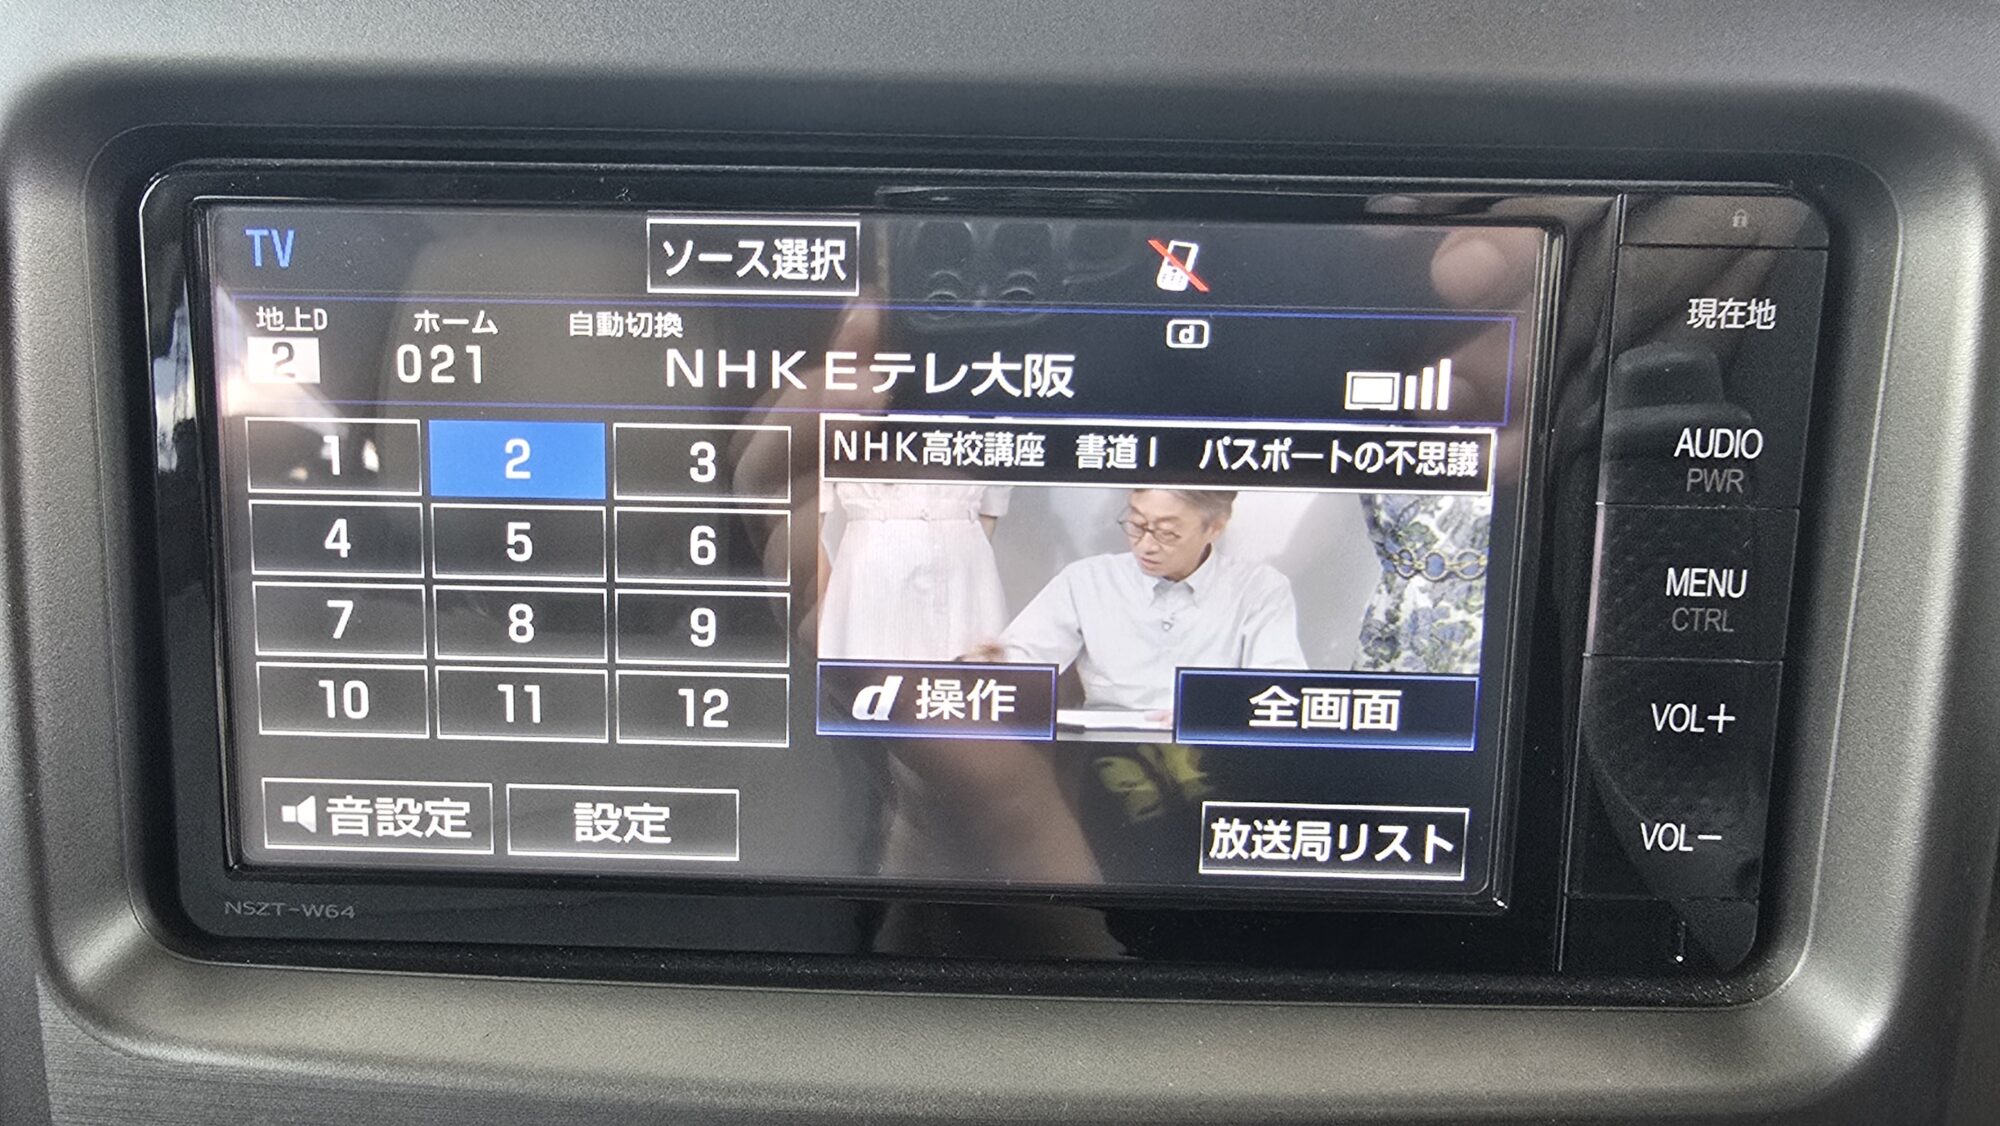 TV
ソース選択
地上D ホーム 自動切換
2 021 NHKEテレ大阪
d
1 2 3
4 5 6
7 8 9
10 11 12
NHK高校講座 書道Ⅰ パスポートの不思議
d 操作 全画面
音設定 設定 放送局リスト
NSZT-W64
現在地
AUDIO
PWR
MENU
CTRL
VOL+
VOL-